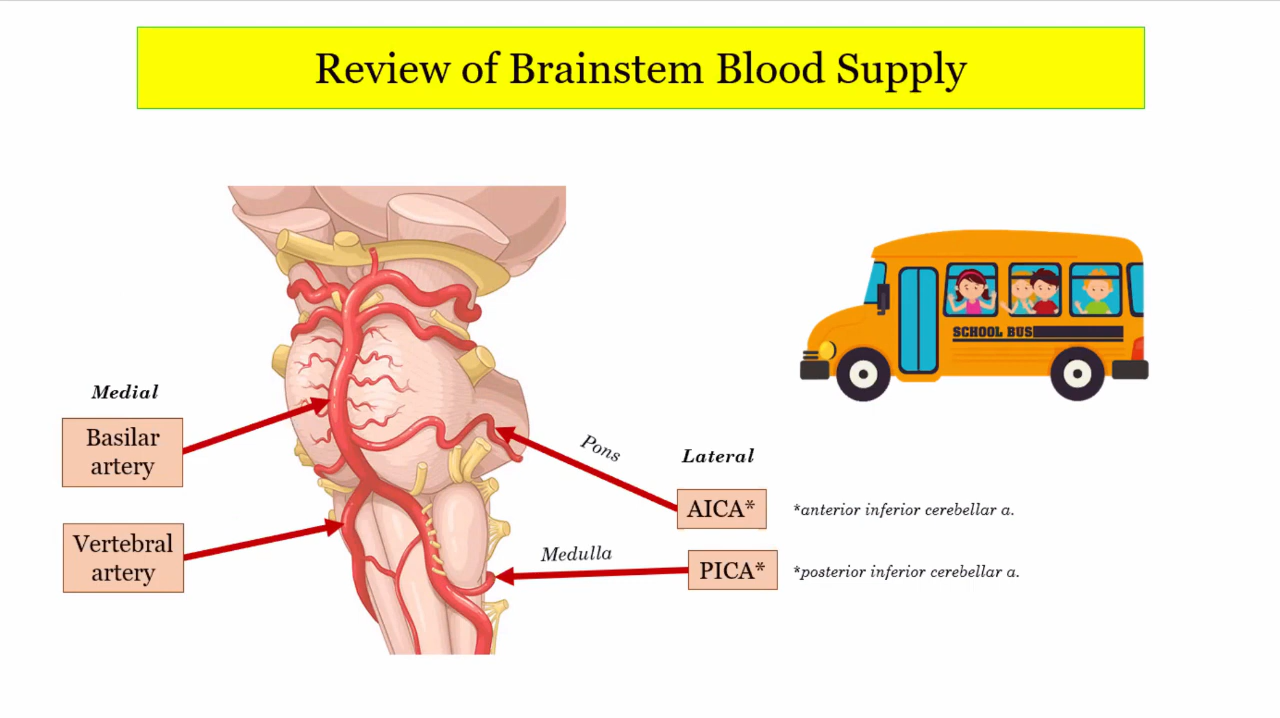 Review of Brainstem Blood Supply
Medial
Basilar
artery
Vertebral
artery
SCHOOL BUS
Pons
Lateral
AICA*
*anterior inferior cerebellar a.
Medulla
PICA*
*posterior inferior cerebellar a.